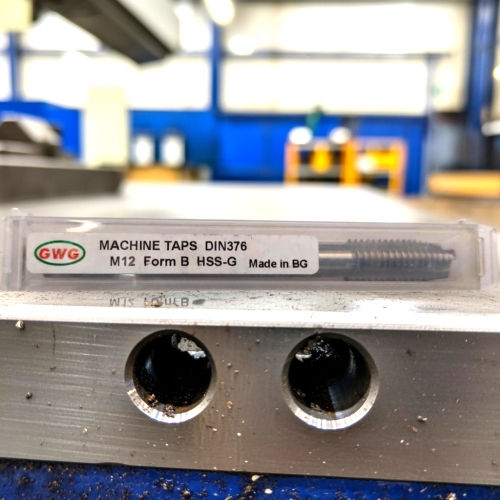 GWG
MACHINE TAPS DIN376
M12 Form B HSS-G Made in BG